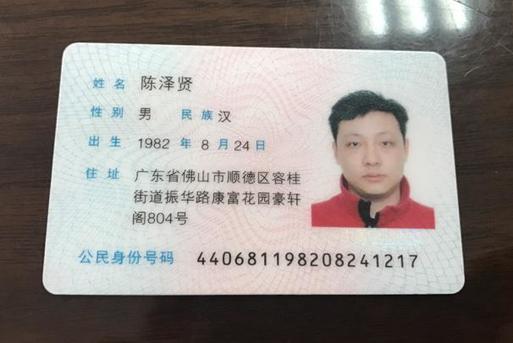 姓名 陈泽贤
性别 男 民族 汉
出生 1982 年 8 月 24 日
住址 广东省佛山市顺德区容桂
街道振华路康富花园豪轩
阁804号
公民身份号码 440681198208241217